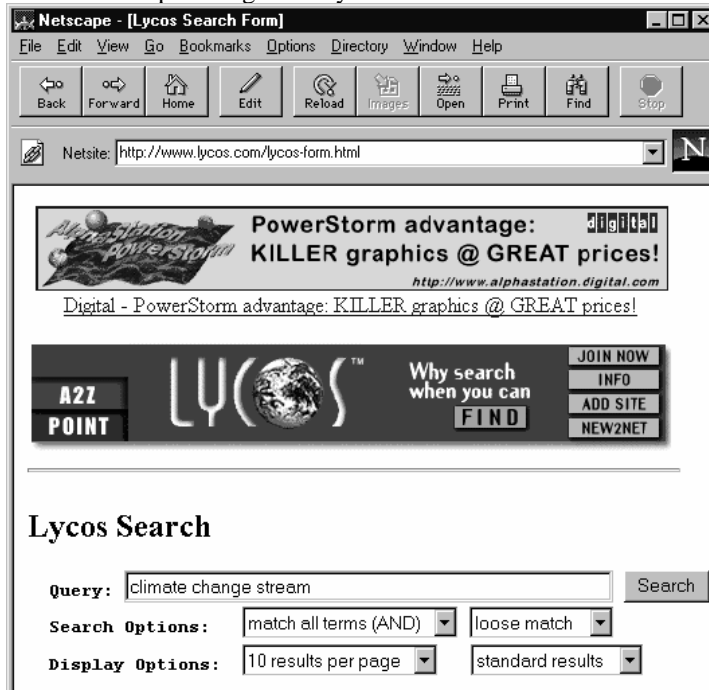 Netscape - [Lycos Search Form]
File Edit View Go Bookmarks Options Directory Window Help
Back Forward Home Edit Reload Images Open Print Find Stop
Netsite: http://www.lycos.com/lycos-form.html
N
AlphaStation PowerStorm
PowerStorm advantage: digital
KILLER graphics @ GREAT prices!
http://www.alphastation.digital.com
Digital - PowerStorm advantage: KILLER graphics @ GREAT prices!
A2Z
POINT
LYCOS™
Why search
when you can
FIND
JOIN NOW
INFO
ADD SITE
NEW2NET
Lycos Search
Query: climate change stream Search
Search Options: match all terms (AND) loose match
Display Options: 10 results per page standard results